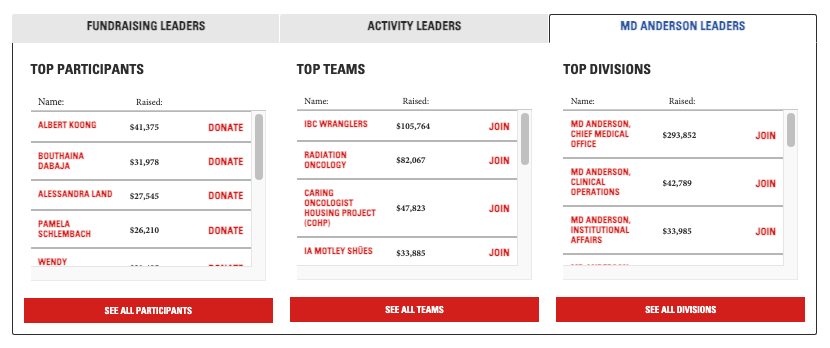 FUNDRAISING LEADERS
ACTIVITY LEADERS
MD ANDERSON LEADERS
TOP PARTICIPANTS
Name: Raised:
ALBERT KOONG $41,375 DONATE
BOUTHAINA
DABAJA $31,978 DONATE
ALESSANDRA LAND $27,545 DONATE
PAMELA
SCHLEMBACH $26,210 DONATE
WENDY
SEE ALL PARTICIPANTS
TOP TEAMS
Name: Raised:
IBC WRANGLERS $105,764 JOIN
RADIATION
ONCOLOGY $82,067 JOIN
CARING
ONCOLOGIST
HOUSING PROJECT
(COHP) $47,823 JOIN
IA MOTLEY SHÜES $33,885 JOIN
SEE ALL TEAMS
TOP DIVISIONS
Name: Raised:
MD ANDERSON,
CHIEF MEDICAL
OFFICE $293,852 JOIN
MD ANDERSON,
CLINICAL
OPERATIONS $42,789 JOIN
MD ANDERSON,
INSTITUTIONAL
AFFAIRS $33,985 JOIN
SEE ALL DIVISIONS